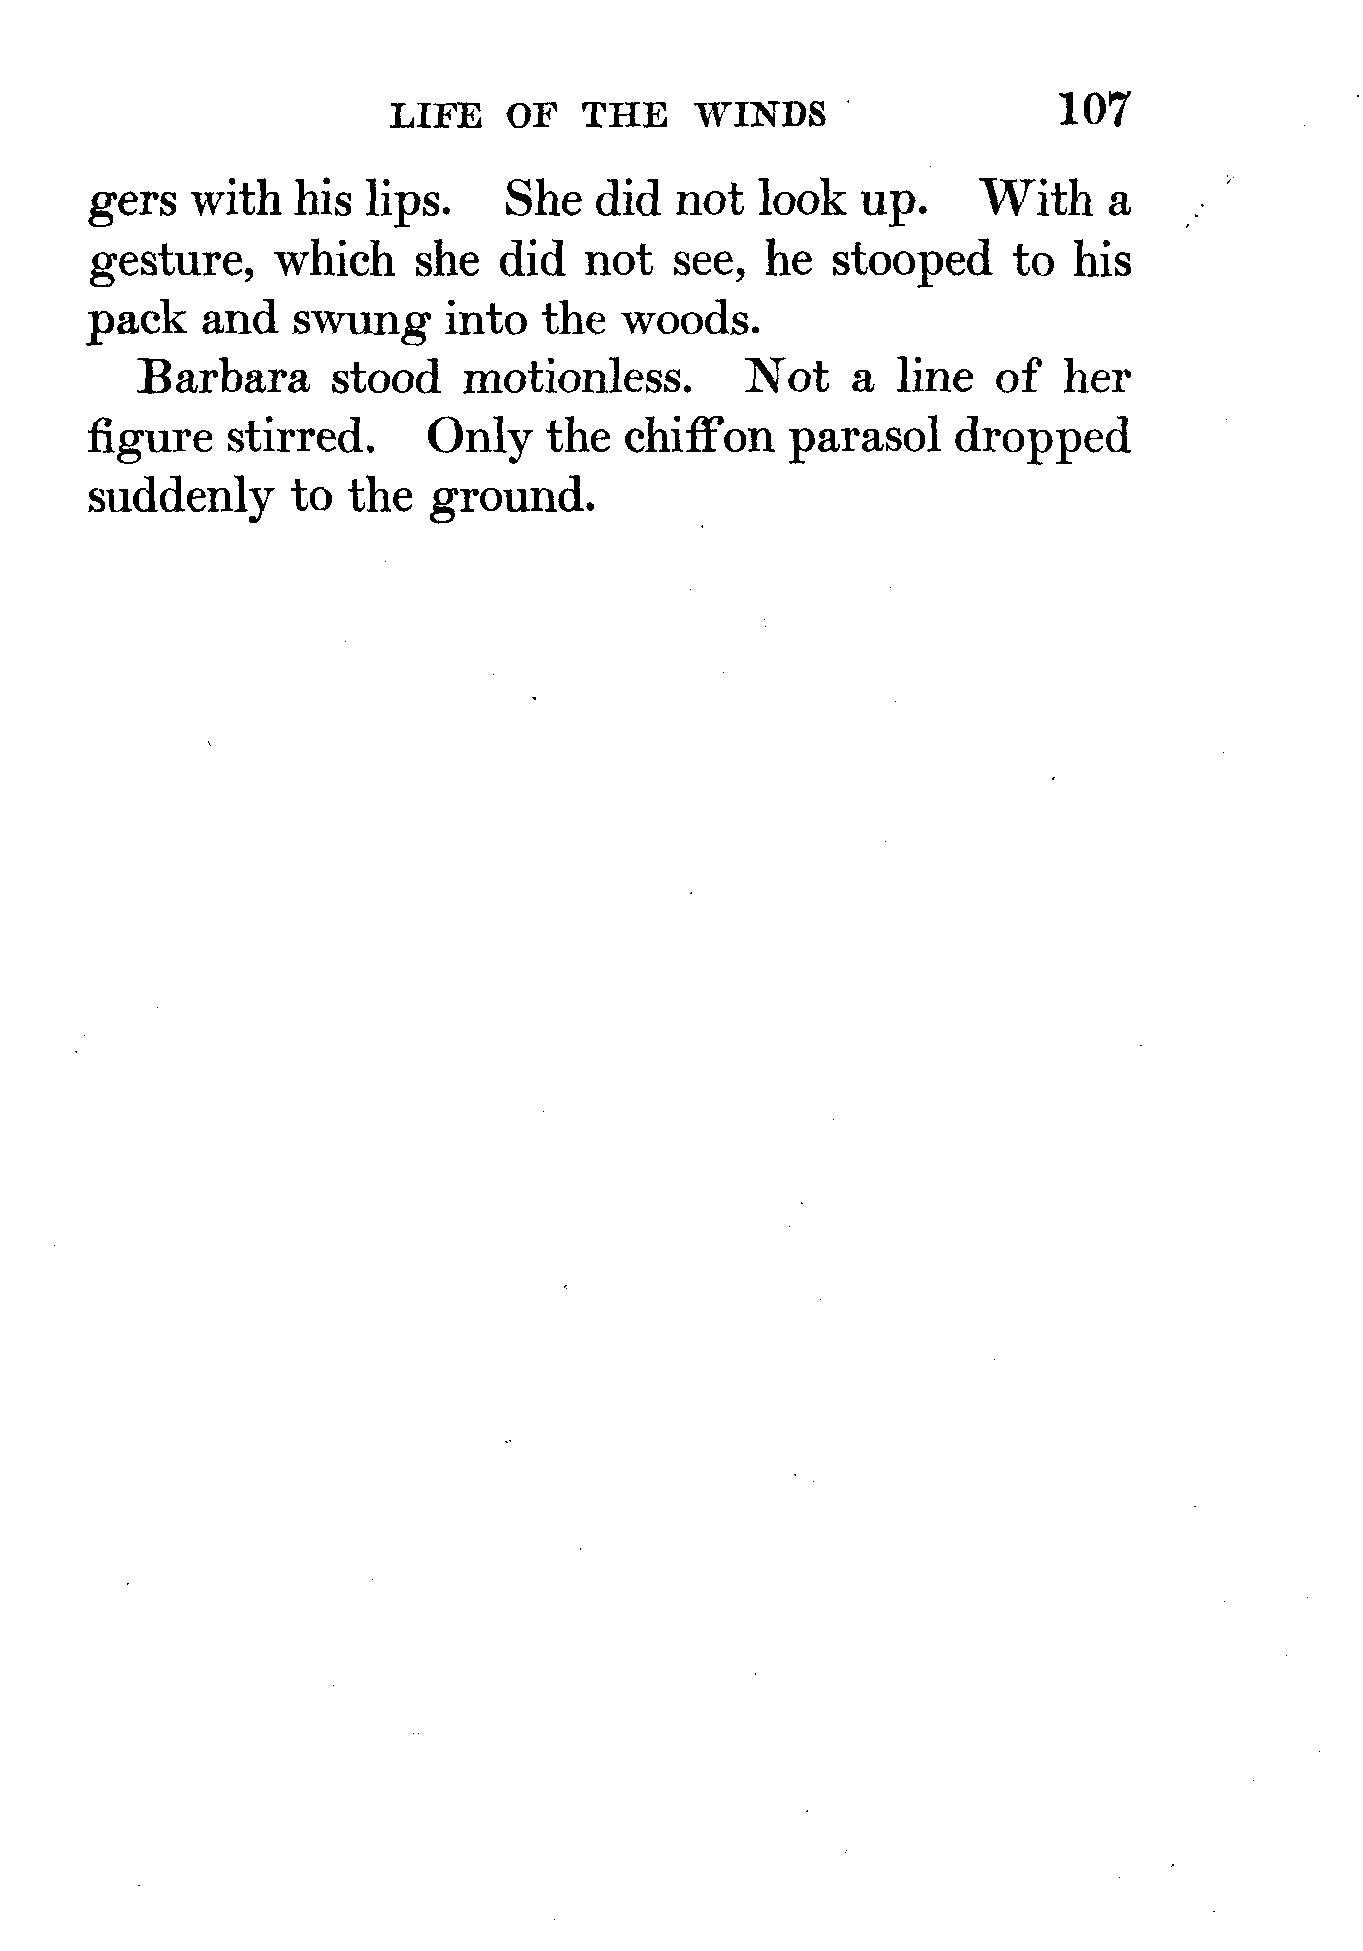 LIFE OF THE WINDS 107
gers with his lips. She did not look up. With a
gesture, which she did not see, he stooped to his
pack and swung into the woods.
Barbara stood motionless. Not a line of her
figure stirred. Only the chiffon parasol dropped
suddenly to the ground.